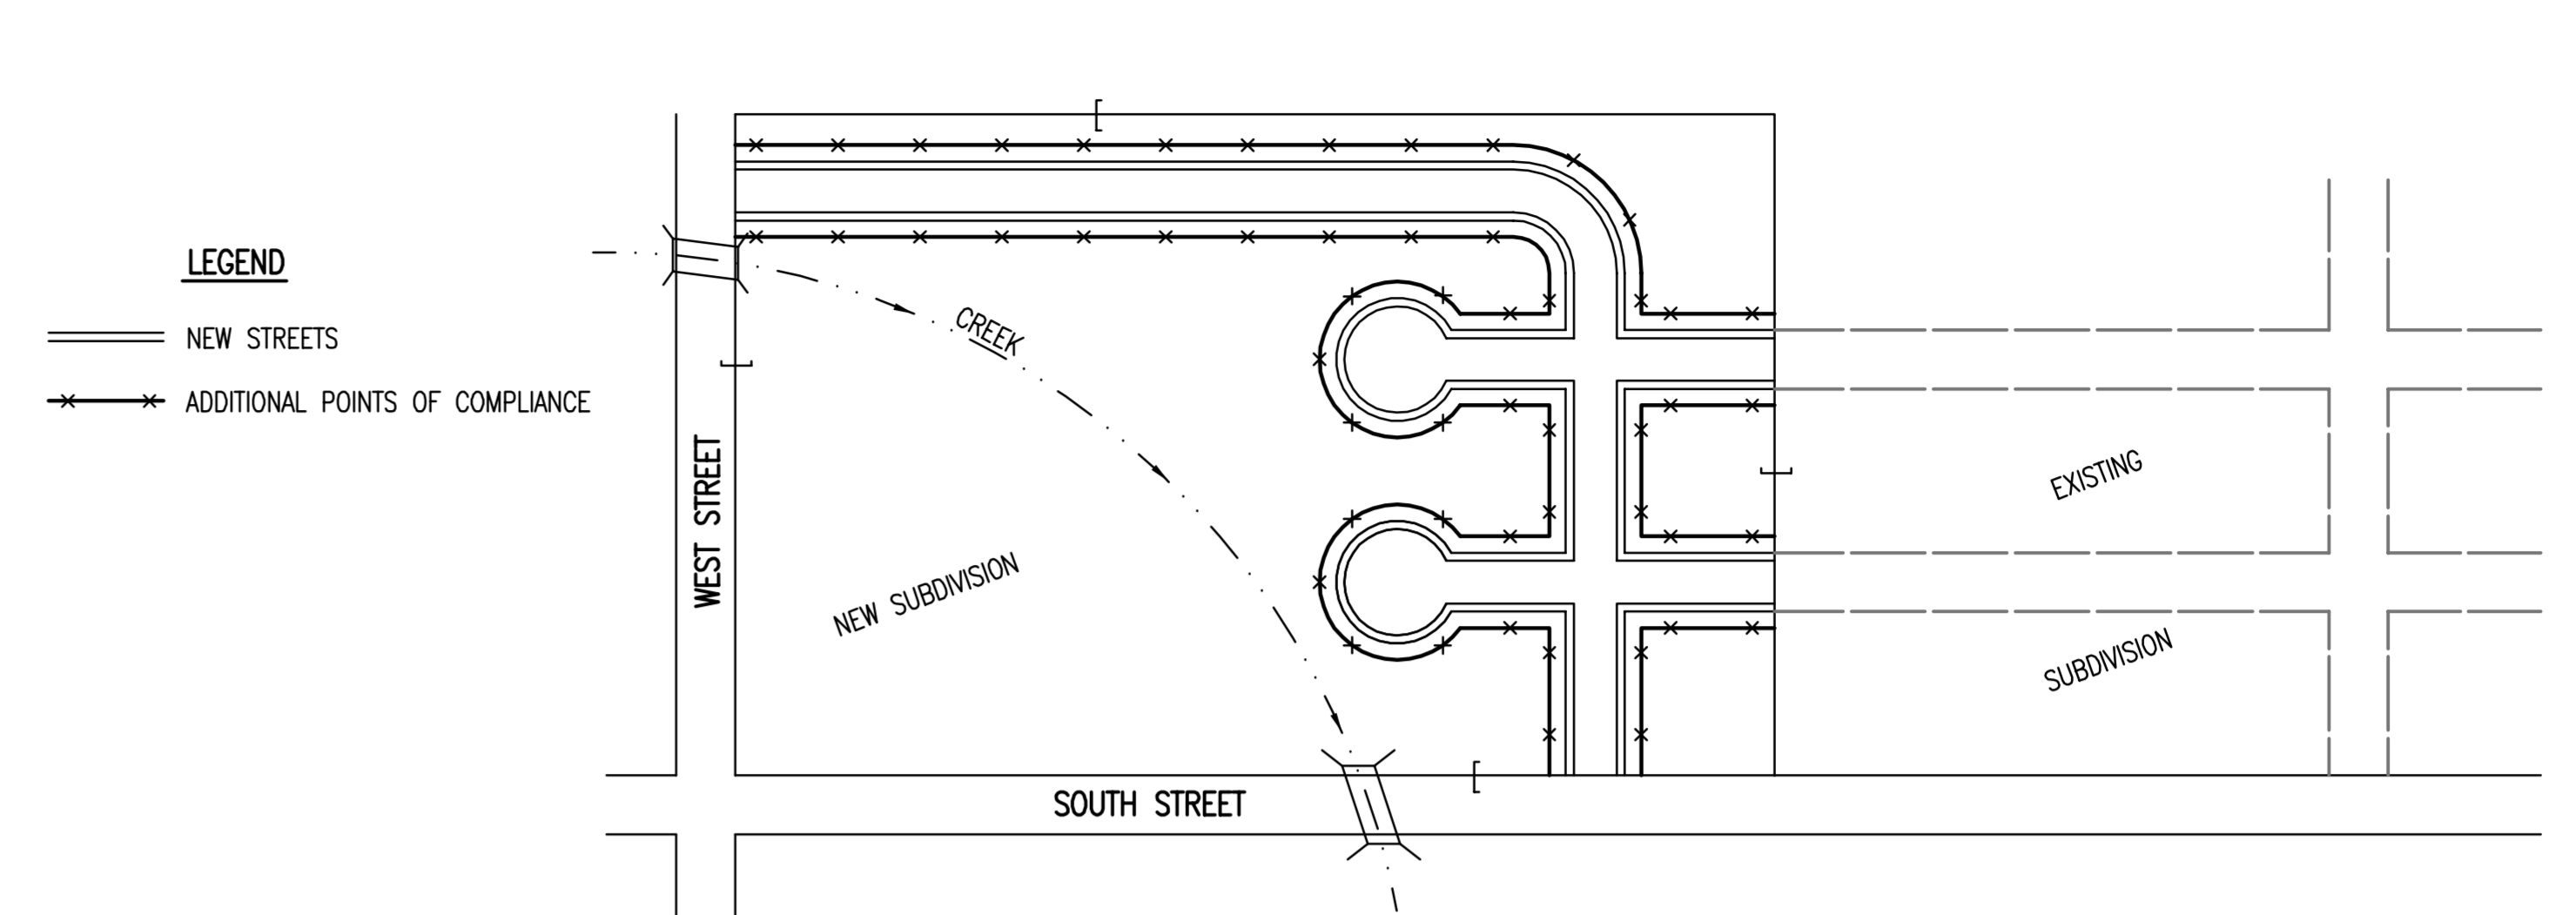 LEGEND
NEW STREETS
ADDITIONAL POINTS OF COMPLIANCE
CREEK
WEST STREET
NEW SUBDIVISION
SOUTH STREET
EXISTING
SUBDIVISION